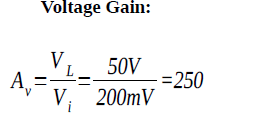 Voltage Gain:
A_v = V_L / V_i = 50V / 200mV = 250